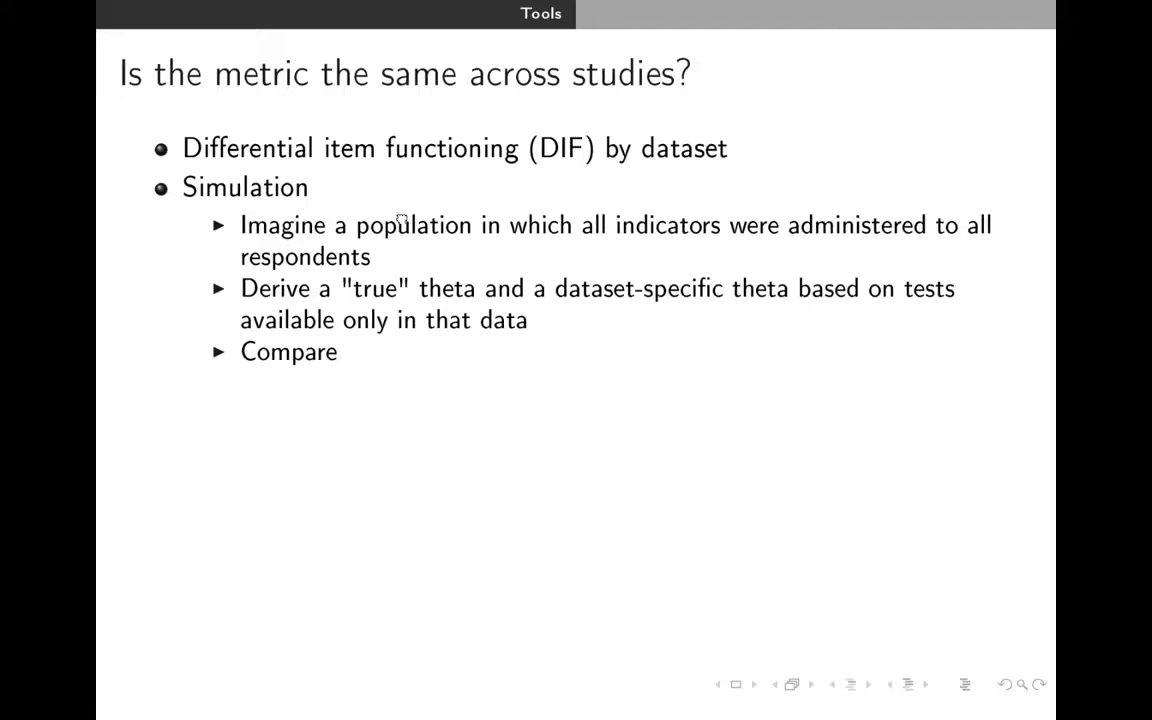 Tools
Is the metric the same across studies?
Differential item functioning (DIF) by dataset
Simulation
Imagine a population in which all indicators were administered to all
respondents
Derive a "true" theta and a dataset-specific theta based on tests
available only in that data
Compare